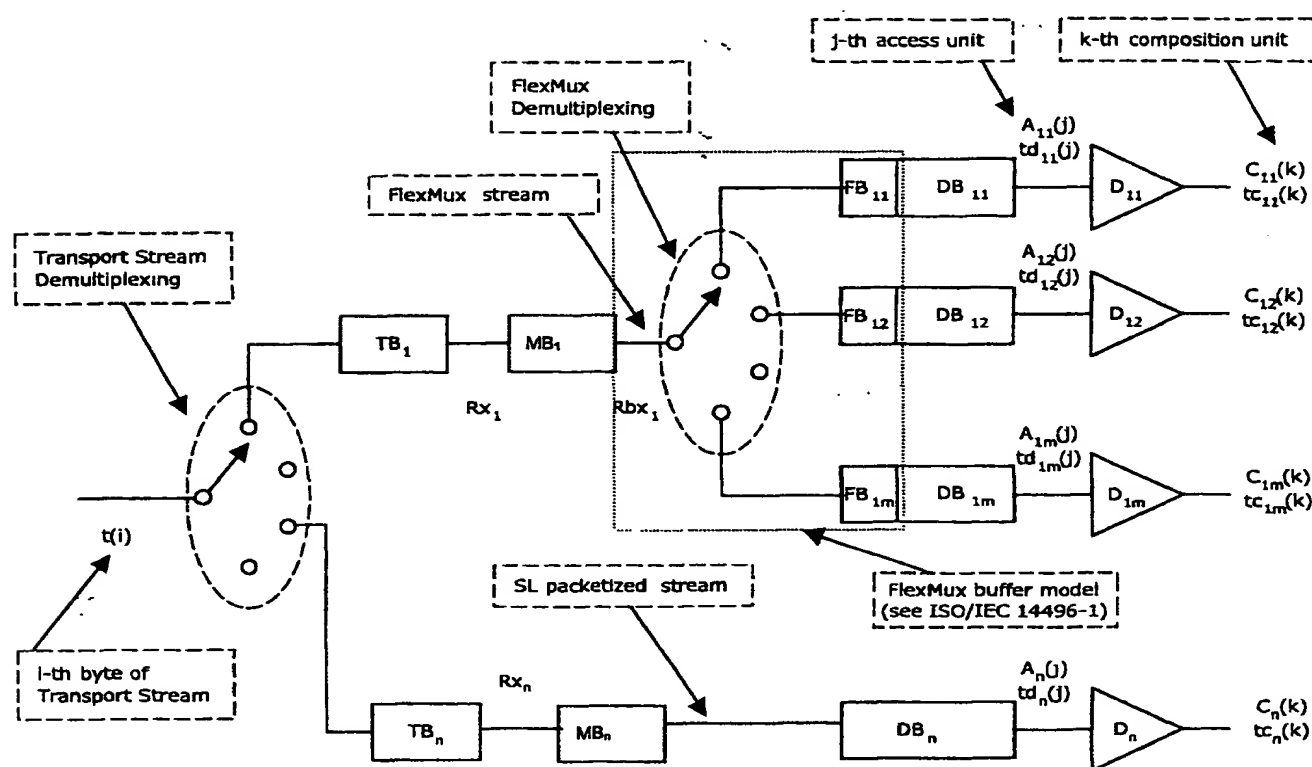 j-th access unit
k-th composition unit
FlexMux
Demultiplexing
A₁₁(j)
td₁₁(j)
C₁₁(k)
tc₁₁(k)
FB₁₁
DB₁₁
D₁₁
FlexMux stream
Transport Stream
Demultiplexing
A₁₂(j)
td₁₂(j)
C₁₂(k)
tc₁₂(k)
FB₁₂
DB₁₂
D₁₂
TB₁
MB₁
Rx₁
Rbx₁
A₁ₘ(j)
td₁ₘ(j)
C₁ₘ(k)
tc₁ₘ(k)
FB₁ₘ
DB₁ₘ
D₁ₘ
t(i)
SL packetized stream
FlexMux buffer model
(see ISO/IEC 14496-1)
i-th byte of
Transport Stream
Rxₙ
Aₙ(j)
tdₙ(j)
Cₙ(k)
tcₙ(k)
TBₙ
MBₙ
DBₙ
Dₙ